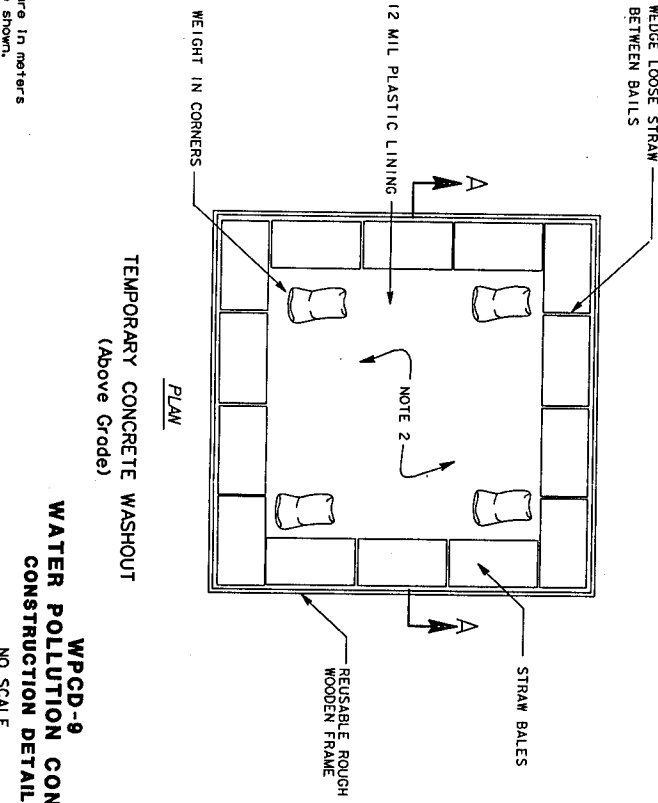 WEDGE LOOSE STRAW
BETWEEN BAILS
12 MIL PLASTIC LINING
WEIGHT IN CORNERS
A
A
NOTE 2
STRAW BALES
REUSABLE ROUGH
WOODEN FRAME
PLAN
TEMPORARY CONCRETE WASHOUT
(Above Grade)
WPCD-9
WATER POLLUTION CON
CONSTRUCTION DETAIL
NO SCALE
are in meters
shown.